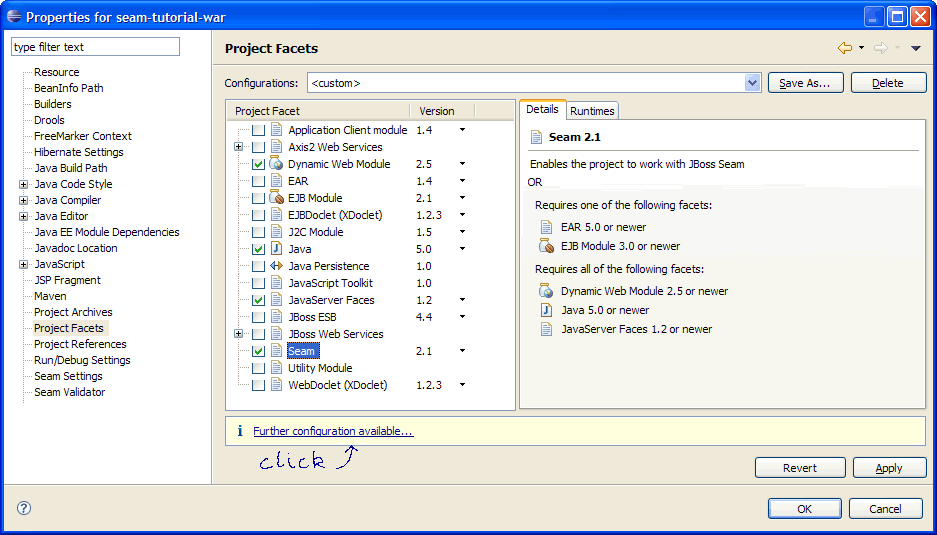 Properties for seam-tutorial-war
type filter text
Resource
BeanInfo Path
Builders
Drools
FreeMarker Context
Hibernate Settings
Java Build Path
Java Code Style
Java Compiler
Java Editor
Java EE Module Dependencies
Javadoc Location
JavaScript
JSP Fragment
Maven
Project Archives
Project Facets
Project References
Run/Debug Settings
Seam Settings
Seam Validator
Project Facets
Configurations: <custom> Save As... Delete
Project Facet Version
Application Client module 1.4
Axis2 Web Services
Dynamic Web Module 2.5
EAR 1.4
EJB Module 2.1
EJBDoclet (XDoclet) 1.2.3
J2C Module 1.5
Java 5.0
Java Persistence 1.0
JavaScript Toolkit 1.0
JavaServer Faces 1.2
JBoss ESB 4.4
JBoss Web Services
Seam 2.1
Utility Module
WebDoclet (XDoclet) 1.2.3
Details Runtimes
Seam 2.1
Enables the project to work with JBoss Seam
OR
Requires one of the following facets:
EAR 5.0 or newer
EJB Module 3.0 or newer
Requires all of the following facets:
Dynamic Web Module 2.5 or newer
Java 5.0 or newer
JavaServer Faces 1.2 or newer
i Further configuration available...
click
Revert Apply
? OK Cancel